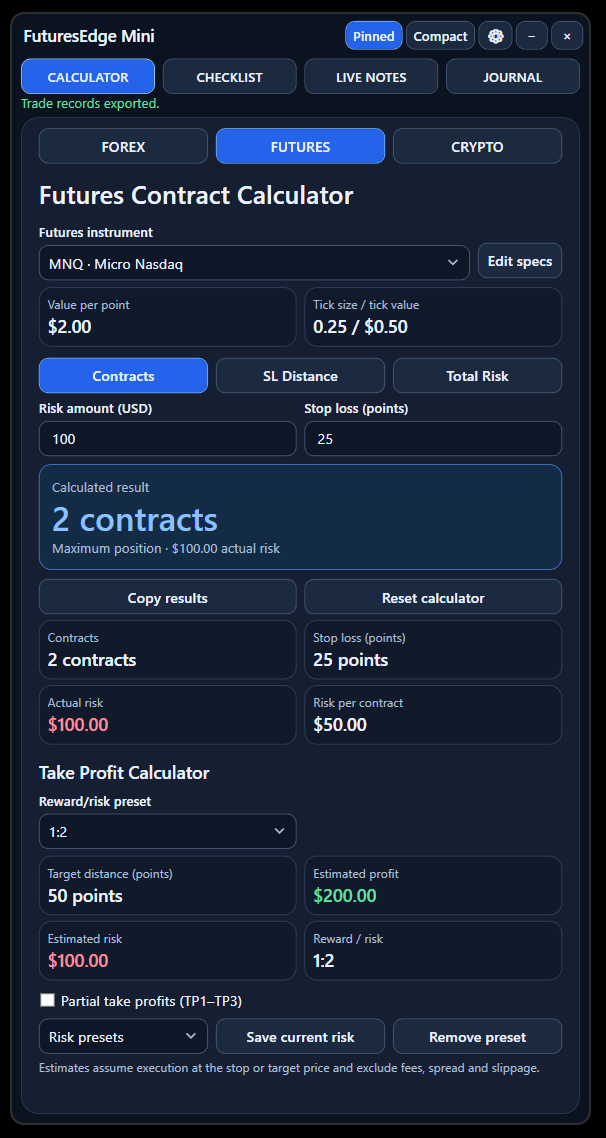 FuturesEdge Mini Pinned Compact – ×
CALCULATOR CHECKLIST LIVE NOTES JOURNAL
Trade records exported.
FOREX FUTURES CRYPTO
Futures Contract Calculator
Futures instrument
MNQ · Micro Nasdaq Edit specs
Value per point Tick size / tick value
$2.00 0.25 / $0.50
Contracts SL Distance Total Risk
Risk amount (USD) Stop loss (points)
100 25
Calculated result
2 contracts
Maximum position · $100.00 actual risk
Copy results Reset calculator
Contracts Stop loss (points)
2 contracts 25 points
Actual risk Risk per contract
$100.00 $50.00
Take Profit Calculator
Reward/risk preset
1:2
Target distance (points) Estimated profit
50 points $200.00
Estimated risk Reward / risk
$100.00 1:2
Partial take profits (TP1–TP3)
Risk presets Save current risk Remove preset
Estimates assume execution at the stop or target price and exclude fees, spread and slippage.